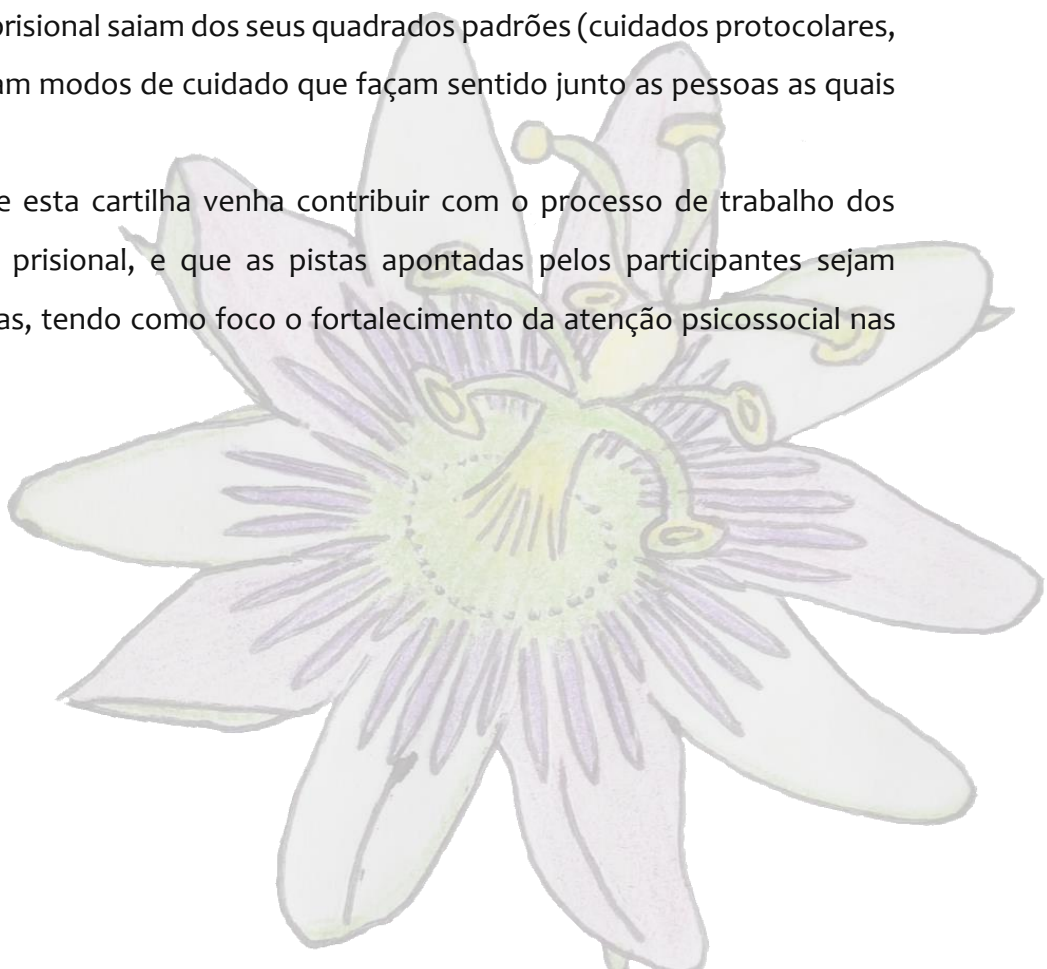 prisional saiam dos seus quadrados padrões (cuidados protocolares,
am modos de cuidado que façam sentido junto as pessoas as quais
e esta cartilha venha contribuir com o processo de trabalho dos
prisional, e que as pistas apontadas pelos participantes sejam
as, tendo como foco o fortalecimento da atenção psicossocial nas